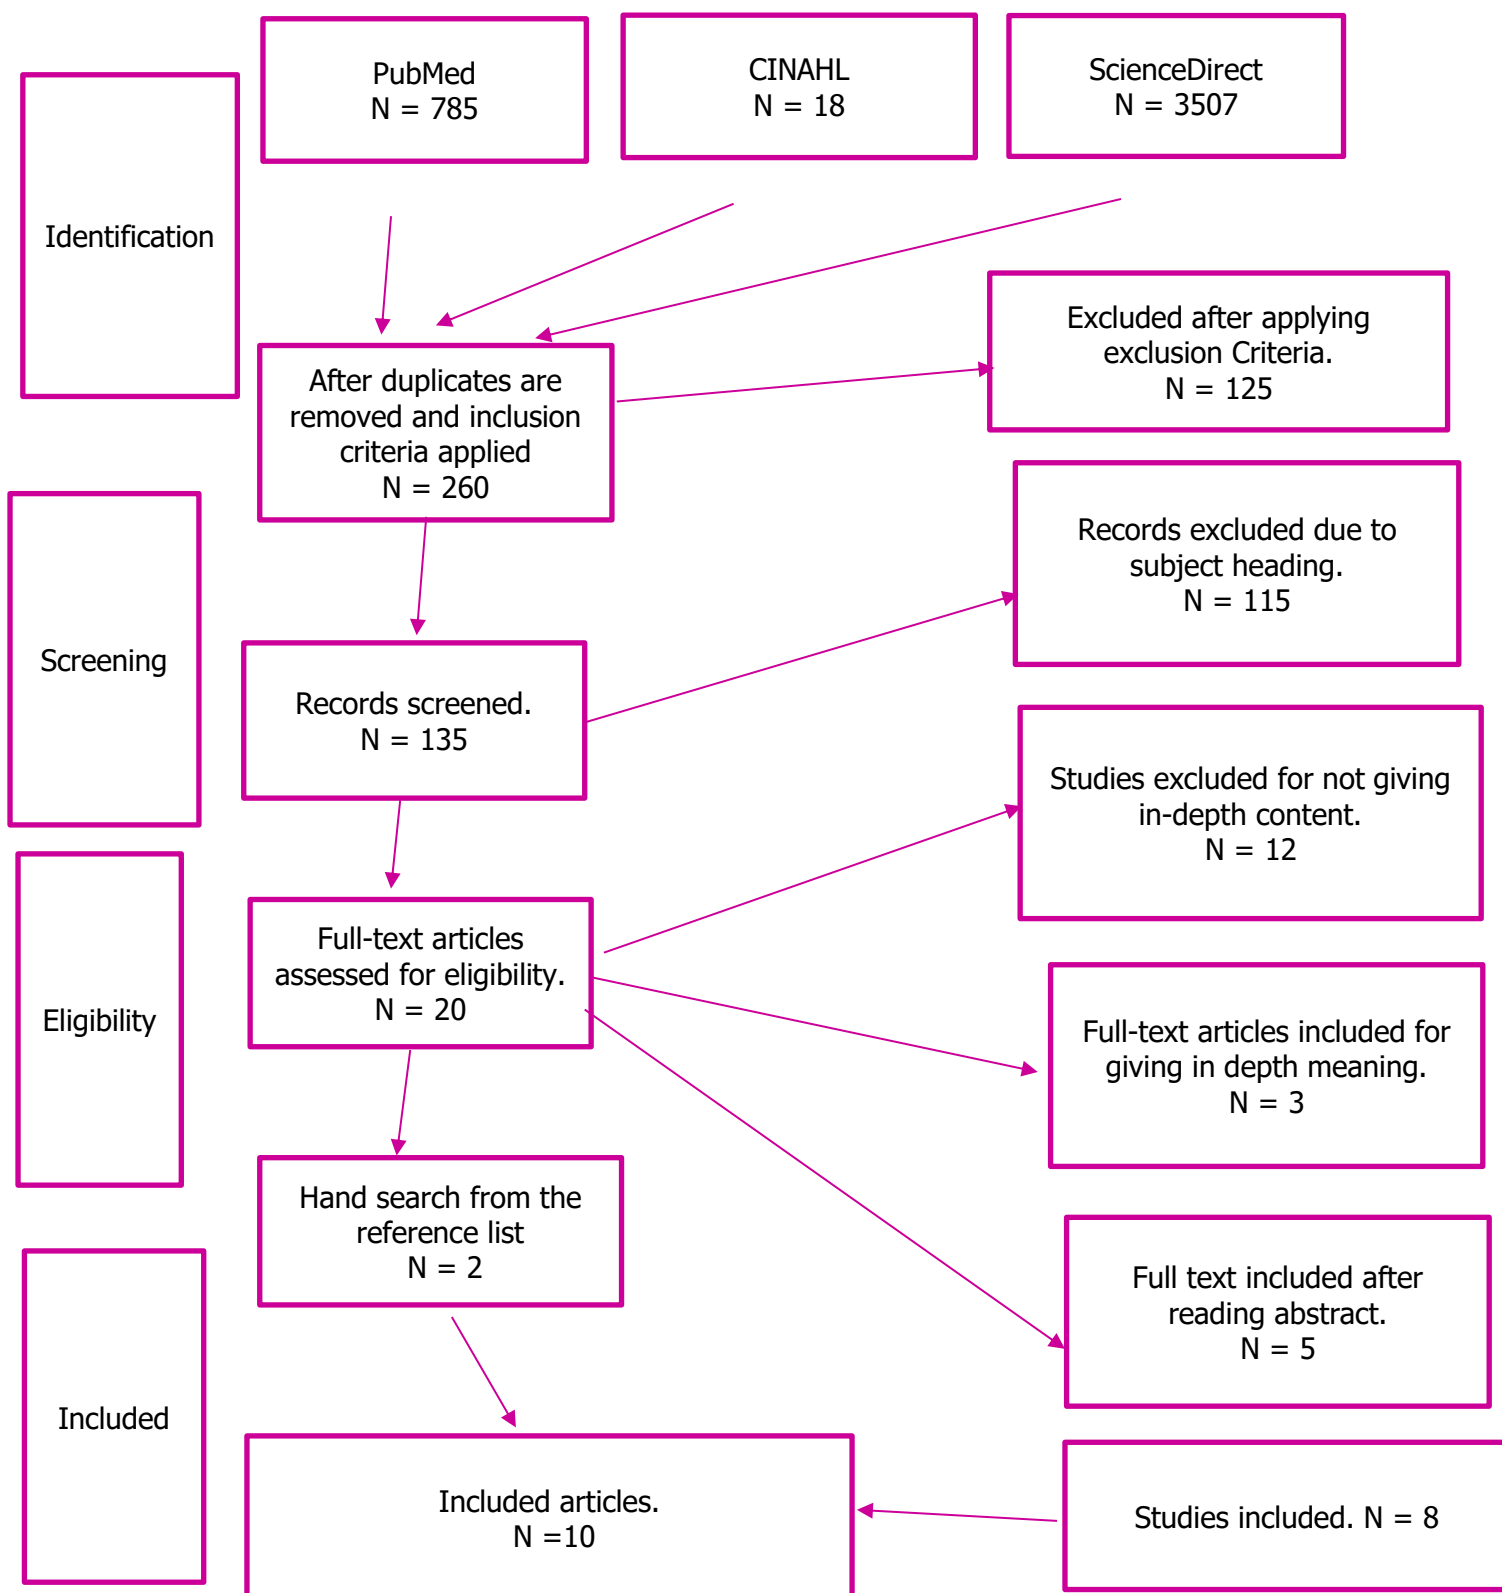 PubMed
N = 785
CINAHL
N = 18
ScienceDirect
N = 3507
Identification
After duplicates are
removed and inclusion
criteria applied
N = 260
Excluded after applying
exclusion Criteria.
N = 125
Screening
Records screened.
N = 135
Records excluded due to
subject heading.
N = 115
Eligibility
Full-text articles
assessed for eligibility.
N = 20
Studies excluded for not giving
in-depth content.
N = 12
Full-text articles included for
giving in depth meaning.
N = 3
Hand search from the
reference list
N = 2
Full text included after
reading abstract.
N = 5
Included
Included articles.
N =10
Studies included. N = 8